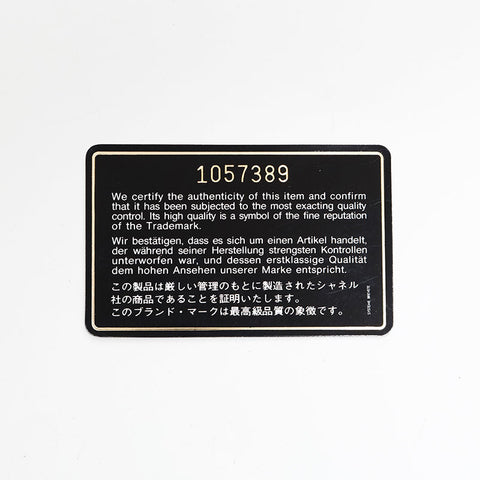 1057389
We certify the authenticity of this item and confirm
that it has been subjected to the most exacting quality
control. Its high quality is a symbol of the fine reputation
of the Trademark.
Wir bestätigen, dass es sich um einen Artikel handelt,
der während seiner Herstellung strengsten Kontrollen
unterworfen war, und dessen erstklassige Qualität
dem hohen Ansehen unserer Marke entspricht.
この製品は厳しい管理のもとに製造されたシャネル
社の商品であることを証明いたします。
このブランド・マークは最高級品質の象徴です。